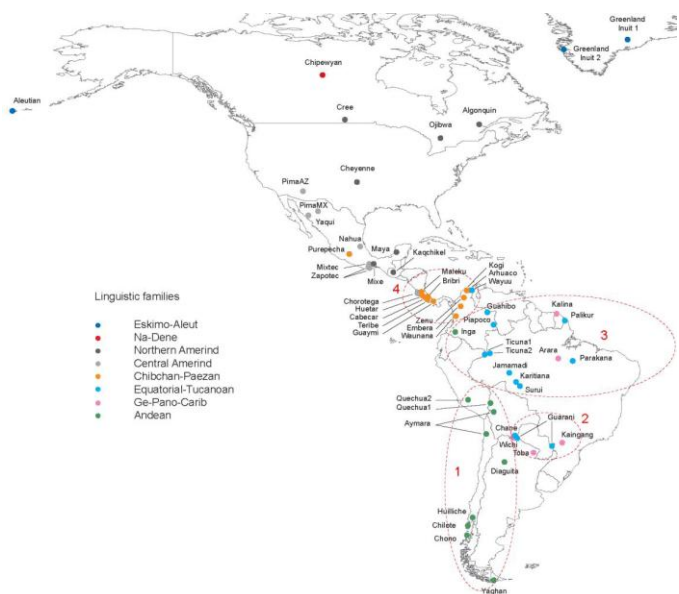 Greenland
Inuit 1
Greenland
Inuit 2
Chipewyan
Aleutian
Cree
Algonquin
Ojibwa
Cheyenne
PimaAZ
PimaMX
Yaqui
Nahua
Maya
Kaqchikel
Purepecha
Mixtec
Zapotec
Mixe
Maleku
Bribri
Kogi
Arhuaco
Wayuu
4
Chorotega
Huetar
Cabecar
Teribe
Guaymi
Zenu
Embera
Waunana
Piapoco
Guahibo
Inga
Kalina
Palikur
3
Ticuna1
Ticuna2
Arara
Parakana
Jamamadi
Karitiana
Surui
Linguistic families
Eskimo-Aleut
Na-Dene
Northern Amerind
Central Amerind
Chibchan-Paezan
Equatorial-Tucanoan
Ge-Pano-Carib
Andean
Quechua2
Quechua1
Aymara
Chane
Wichi
Toba
Guarani
2
Kaingang
1
Diaguita
Huilliche
Chilote
Chono
Yaghan